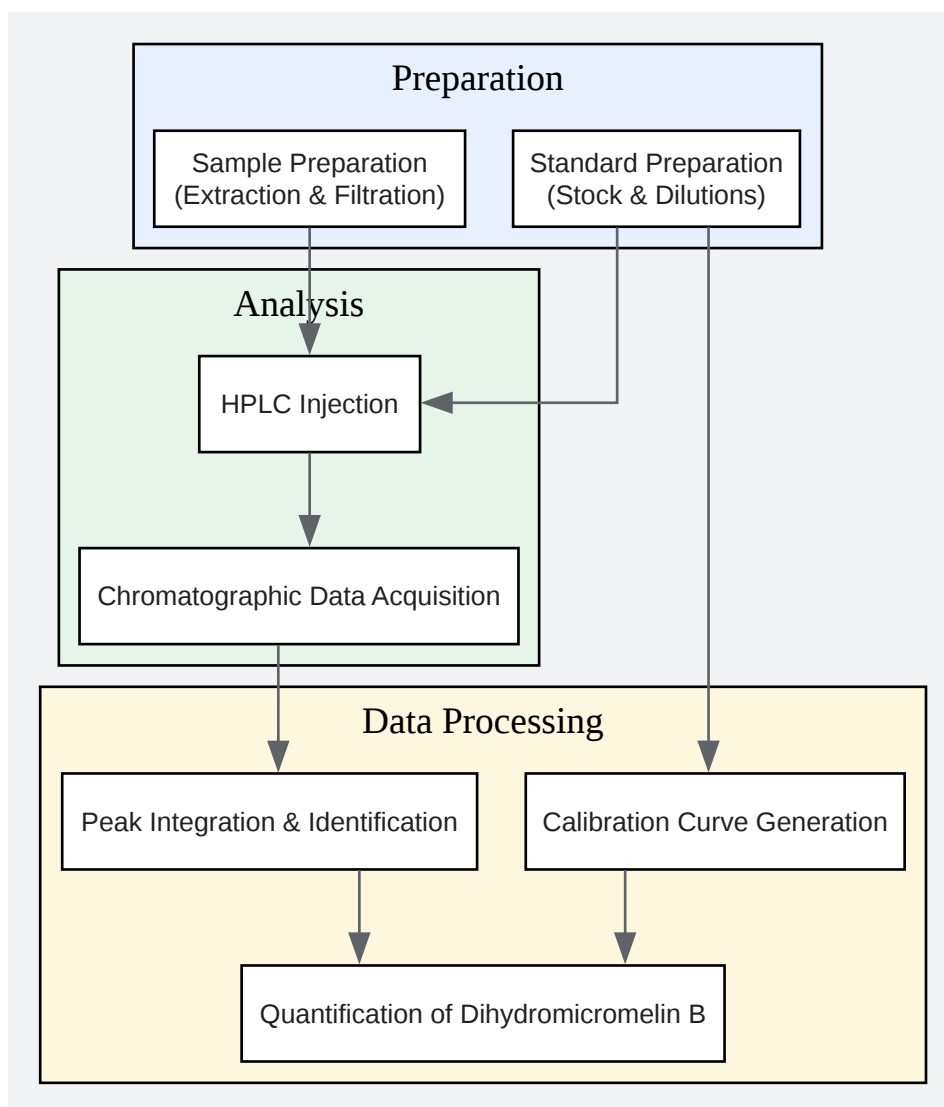 Preparation
Sample Preparation
(Extraction & Filtration)
Standard Preparation
(Stock & Dilutions)
Analysis
HPLC Injection
Chromatographic Data Acquisition
Data Processing
Peak Integration & Identification
Calibration Curve Generation
Quantification of Dihydromicromelin B